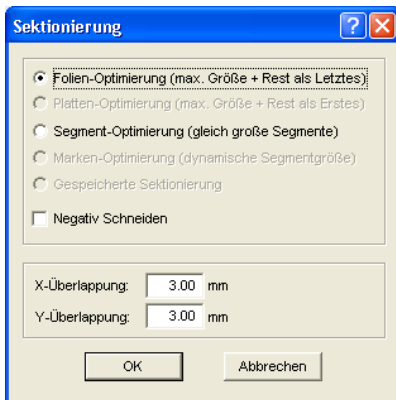 Sektionierung
Folien-Optimierung (max. Größe + Rest als Letztes)
Platten-Optimierung (max. Größe + Rest als Erstes)
Segment-Optimierung (gleich große Segmente)
Marken-Optimierung (dynamische Segmentgröße)
Gespeicherte Sektionierung
Negativ Schneiden
X-Überlappung: 3.00 mm
Y-Überlappung: 3.00 mm
OK Abbrechen